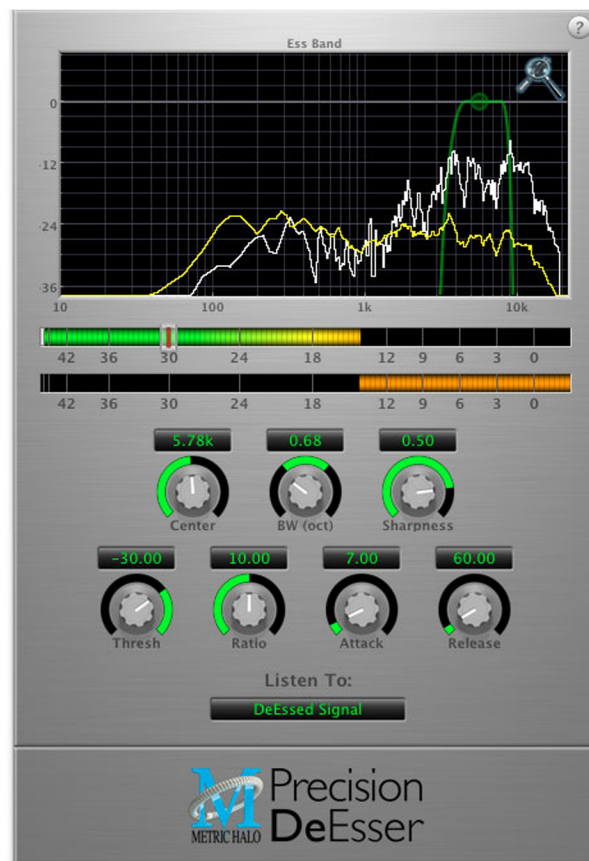 ?
Ess Band
0
-12
-24
-36
10 100 1k 10k
42 36 30 24 18 12 9 6 3 0
42 36 30 24 18 12 9 6 3 0
5.78k 0.68 0.50
Center BW (oct) Sharpness
-30.00 10.00 7.00 60.00
Thresh Ratio Attack Release
Listen To:
DeEssed Signal
M
METRIC HALO
Precision
DeEsser